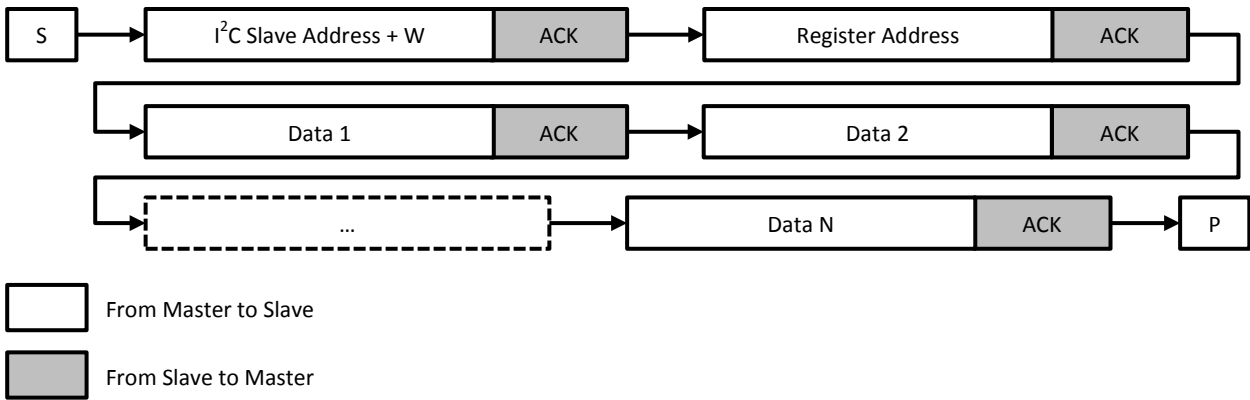 S I²C Slave Address + W ACK Register Address ACK
Data 1 ACK Data 2 ACK
... Data N ACK P
From Master to Slave
From Slave to Master